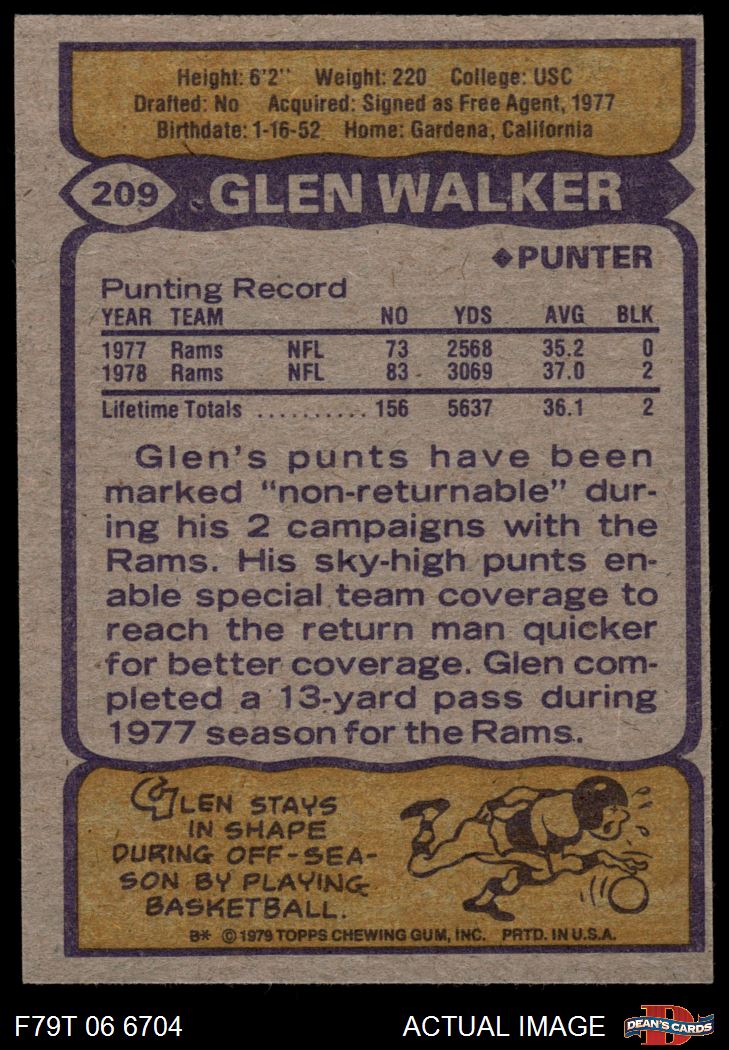 Height: 6'2" Weight: 220 College: USC
Drafted: No Acquired: Signed as Free Agent, 1977
Birthdate: 1-16-52 Home: Gardena, California
209 GLEN WALKER
◆PUNTER
Punting Record
YEAR TEAM NO YDS AVG BLK
1977 Rams NFL 73 2568 35.2 0
1978 Rams NFL 83 3069 37.0 2
Lifetime Totals .......... 156 5637 36.1 2
Glen's punts have been
marked "non-returnable" dur-
ing his 2 campaigns with the
Rams. His sky-high punts en-
able special team coverage to
reach the return man quicker
for better coverage. Glen com-
pleted a 13-yard pass during
1977 season for the Rams.
GLEN STAYS
IN SHAPE
DURING OFF-SEA-
SON BY PLAYING
BASKETBALL.
B* © 1979 TOPPS CHEWING GUM, INC. PRTD. IN U.S.A.
F79T 06 6704 ACTUAL IMAGE D DEAN'S CARDS